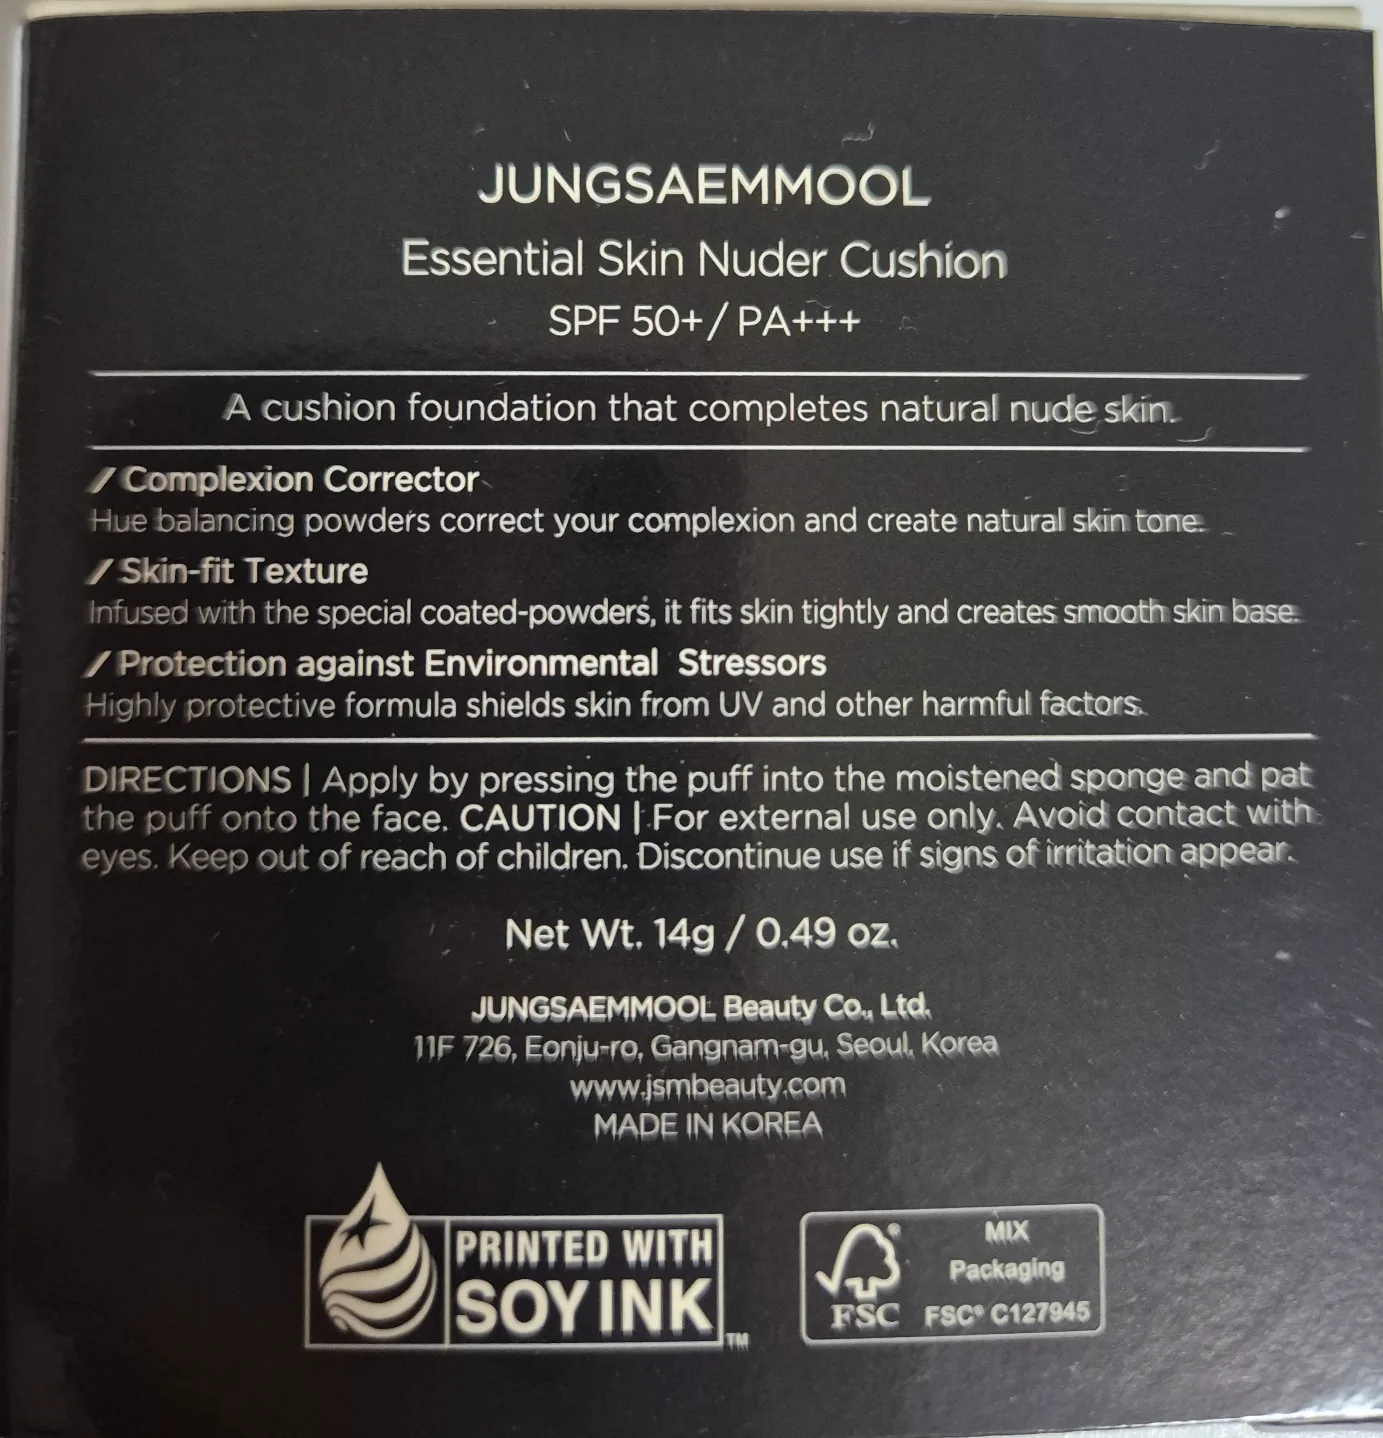 JUNGSAEMMOOL
Essential Skin Nuder Cushion
SPF 50+ / PA+++
A cushion foundation that completes natural nude skin.
/ Complexion Corrector
Hue balancing powders correct your complexion and create natural skin tone.
/ Skin-fit Texture
Infused with the special coated-powders, it fits skin tightly and creates smooth skin base.
/ Protection against Environmental Stressors
Highly protective formula shields skin from UV and other harmful factors.
DIRECTIONS | Apply by pressing the puff into the moistened sponge and pat
the puff onto the face. CAUTION | For external use only. Avoid contact with
eyes. Keep out of reach of children. Discontinue use if signs of irritation appear.
Net Wt. 14g / 0.49 oz.
JUNGSAEMMOOL Beauty Co., Ltd.
11F 726, Eonju-ro, Gangnam-gu, Seoul, Korea
www.jsmbeauty.com
MADE IN KOREA
PRINTED WITH
SOY INK ™
® MIX
Packaging
FSC FSC® C127945